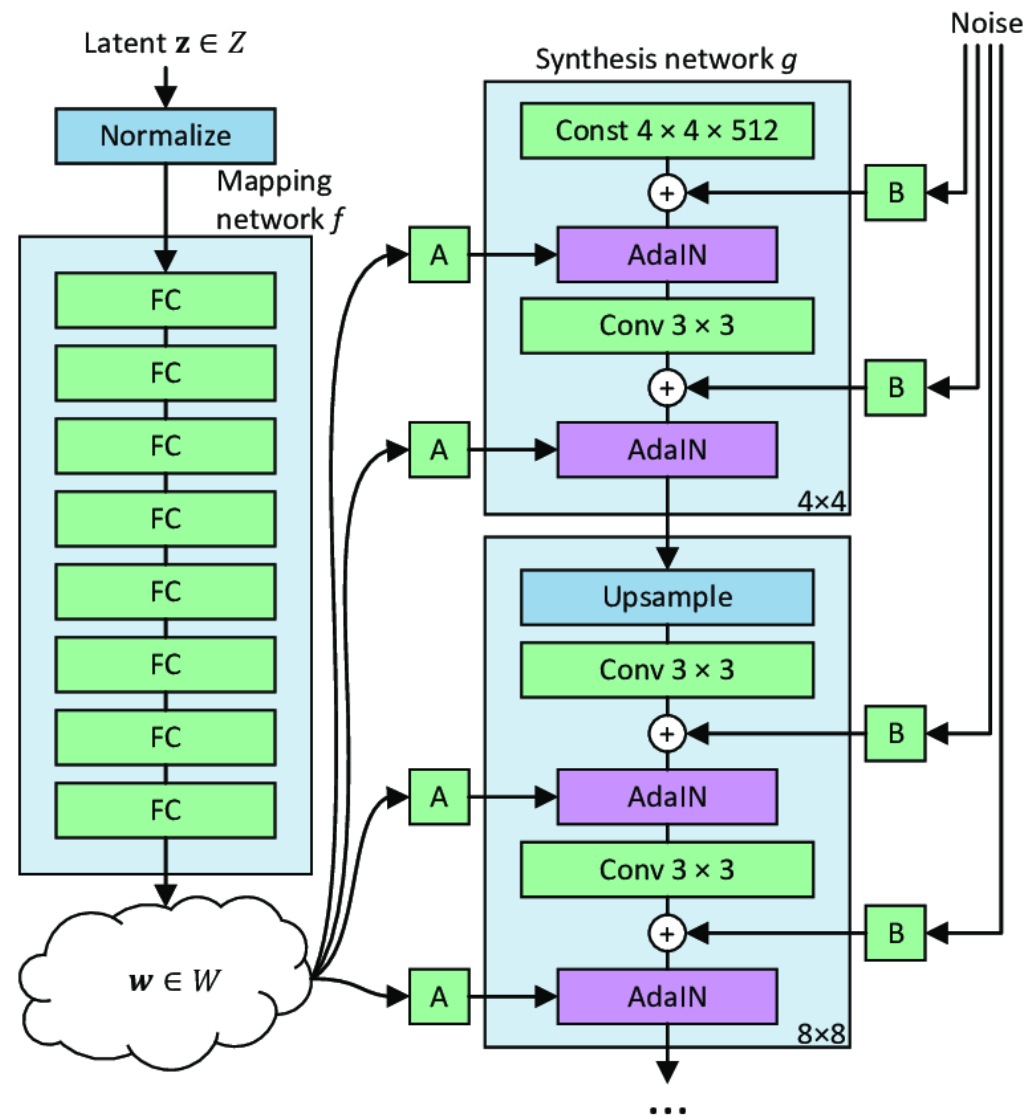 Latent z ∈ Z
Normalize
Mapping
network f
FC
FC
FC
FC
FC
FC
FC
FC
w ∈ W
A
A
A
A
Synthesis network g
Const 4 × 4 × 512
AdaIN
Conv 3 × 3
AdaIN
4×4
Upsample
Conv 3 × 3
AdaIN
Conv 3 × 3
AdaIN
8×8
...
Noise
B
B
B
B